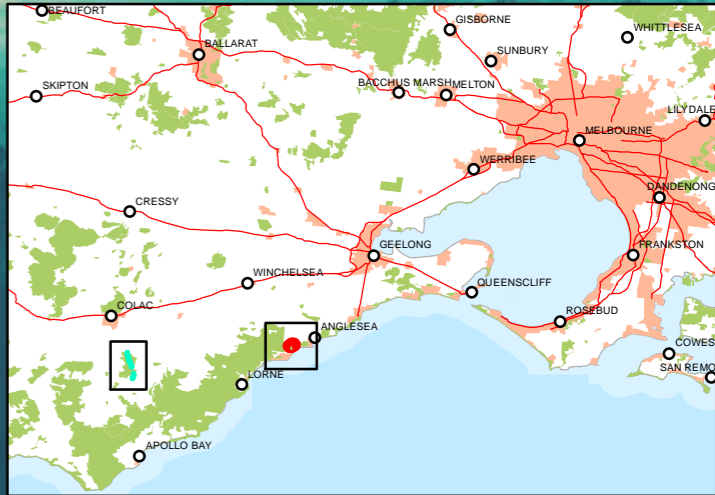 BEAUFORT
GISBORNE
WHITTLESEA
BALLARAT
SUNBURY
SKIPTON
BACCHUS MARSH
MELTON
LILYDALE
MELBOURNE
WERRIBEE
DANDENONG
CRESSY
GEELONG
FRANKSTON
WINCHELSEA
QUEENSCLIFF
COLAC
ROSEBUD
ANGLESEA
COWES
LORNE
SAN REMO
APOLLO BAY